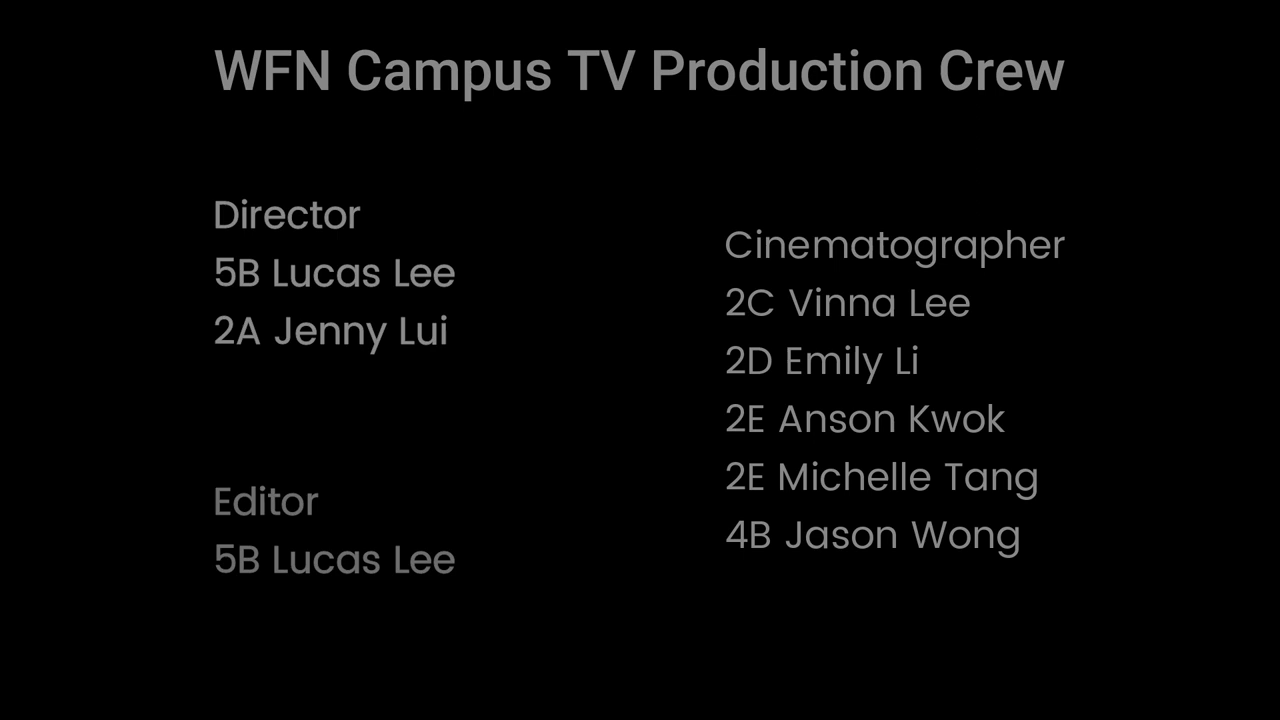 WFN Campus TV Production Crew
Director
5B Lucas Lee
2A Jenny Lui
Editor
5B Lucas Lee
Cinematographer
2C Vinna Lee
2D Emily Li
2E Anson Kwok
2E Michelle Tang
4B Jason Wong